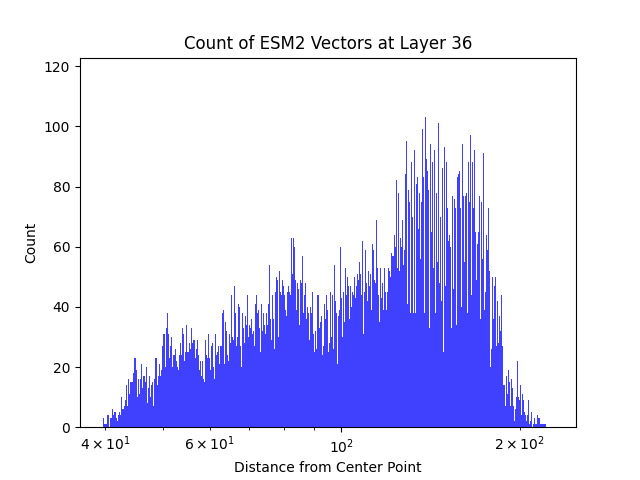 Count of ESM2 Vectors at Layer 36
120
100
80
60
40
20
0
Count
4 × 10¹
6 × 10¹
10²
2 × 10²
Distance from Center Point